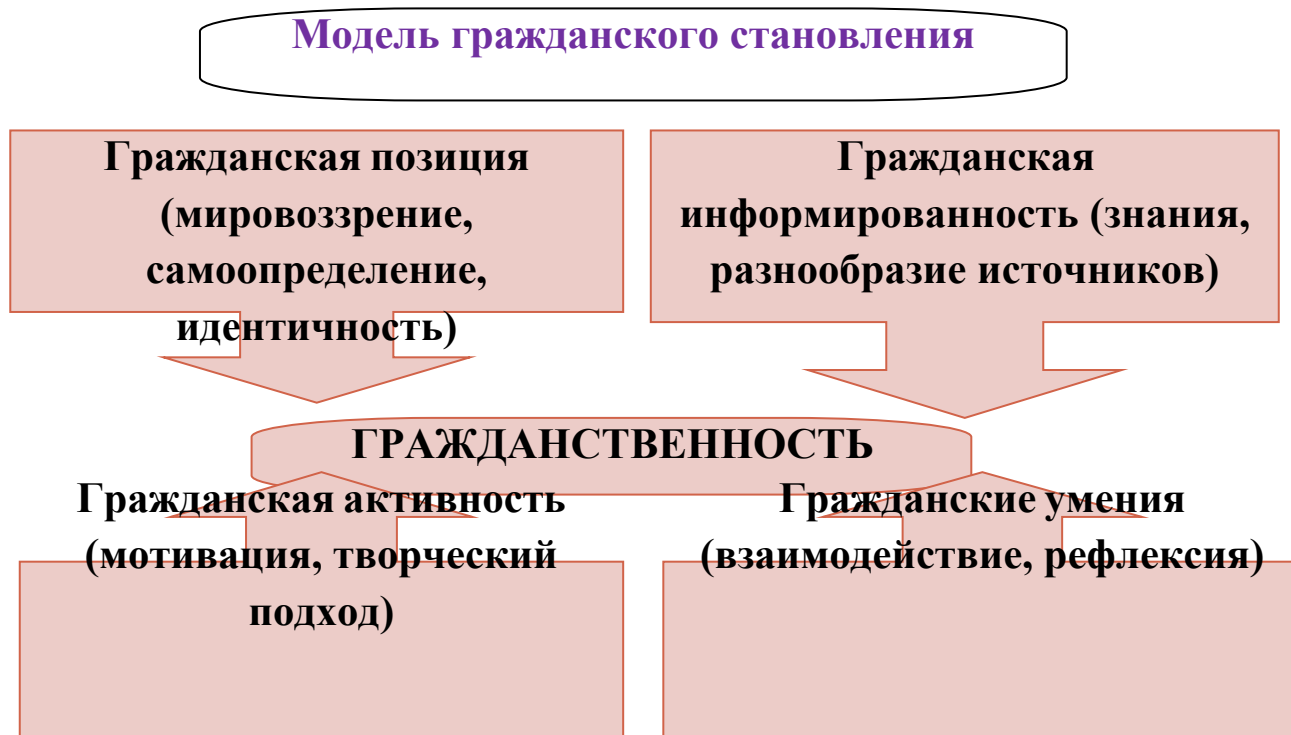 Модель гражданского становления
Гражданская позиция
(мировоззрение,
самоопределение,
идентичность)
Гражданская
информированность (знания,
разнообразие источников)
ГРАЖДАНСТВЕННОСТЬ
Гражданская активность
(мотивация, творческий
подход)
Гражданские умения
(взаимодействие, рефлексия)